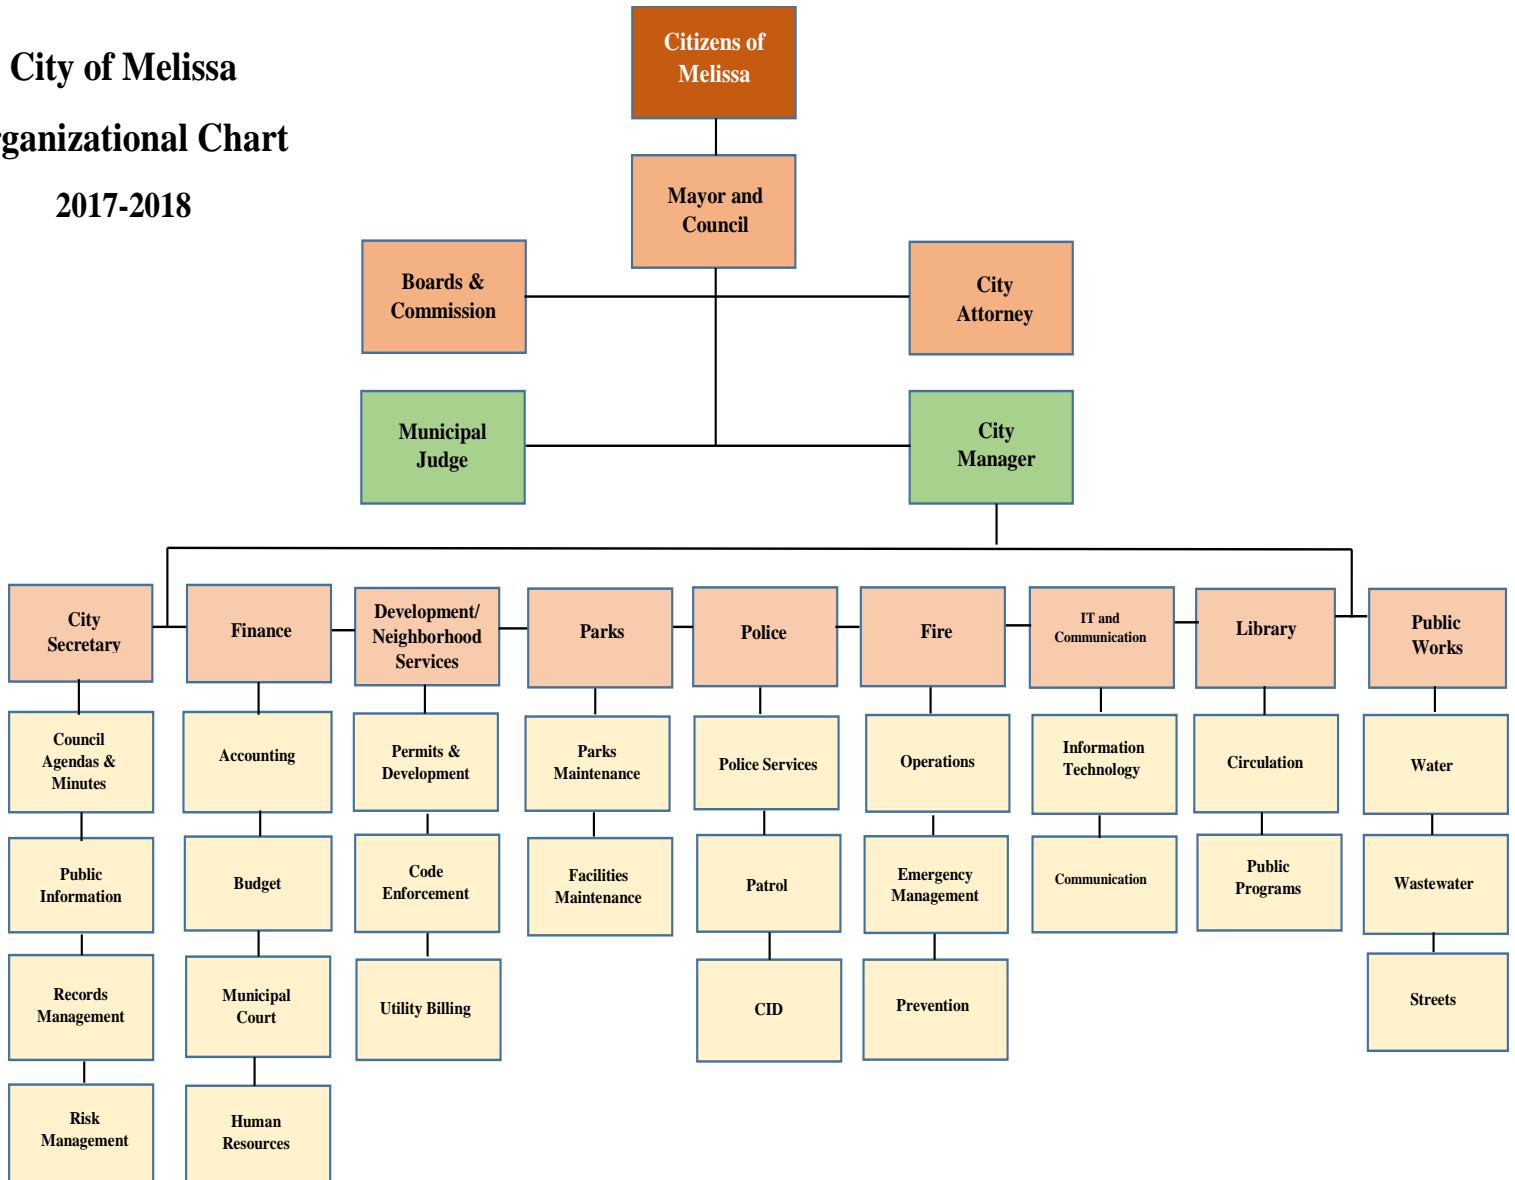 City of Melissa
rganizational Chart
2017-2018
Citizens of
Melissa
Mayor and
Council
Boards &
Commission
City
Attorney
Municipal
Judge
City
Manager
City
Secretary
Finance
Development/
Neighborhood
Services
Parks
Police
Fire
IT and
Communication
Library
Public
Works
Council
Agendas &
Minutes
Accounting
Permits &
Development
Parks
Maintenance
Police Services
Operations
Information
Technology
Circulation
Water
Public
Information
Budget
Code
Enforcement
Facilities
Maintenance
Patrol
Emergency
Management
Communication
Public
Programs
Wastewater
Records
Management
Municipal
Court
Utility Billing
CID
Prevention
Streets
Risk
Management
Human
Resources